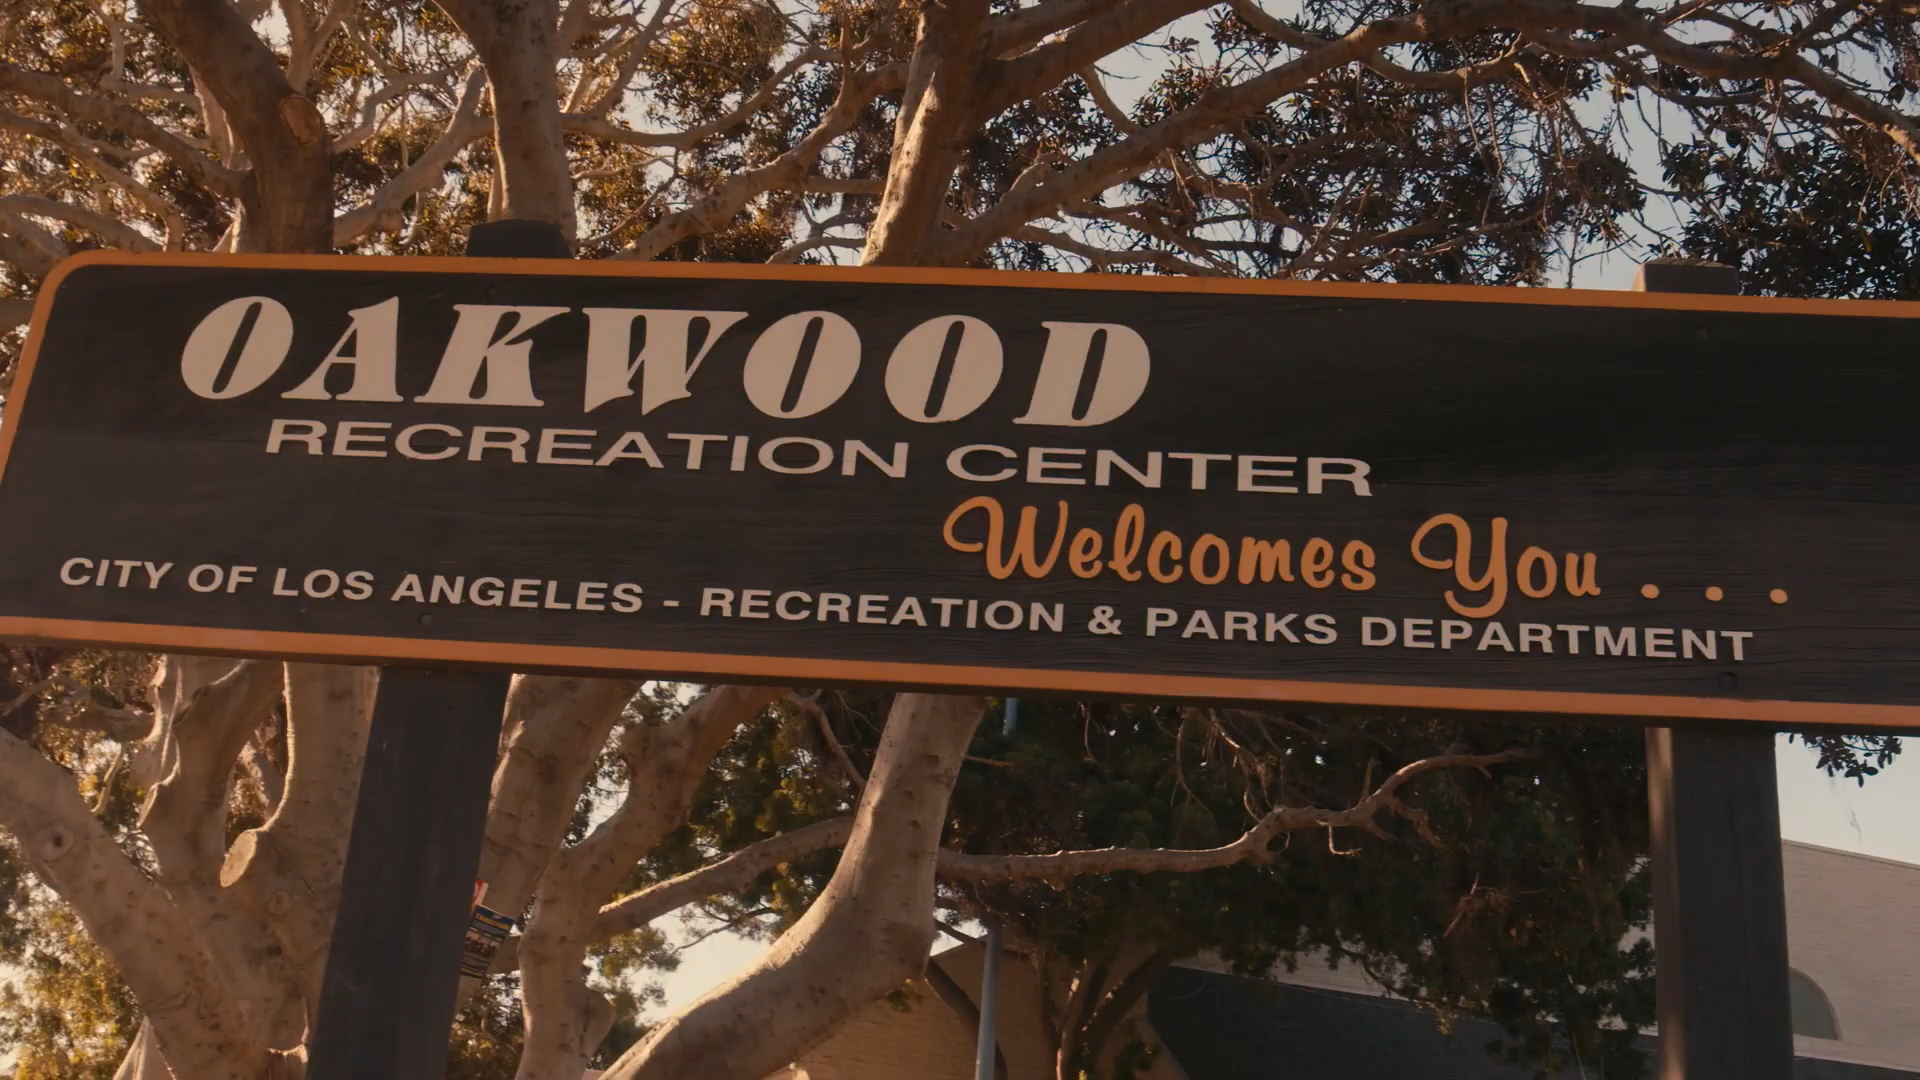 OAKWOOD
RECREATION CENTER
Welcomes You . . .
CITY OF LOS ANGELES - RECREATION & PARKS DEPARTMENT